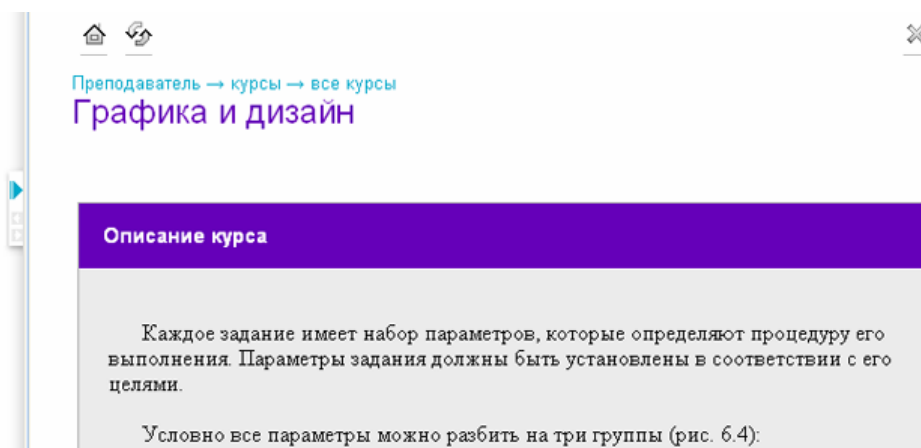 Преподаватель → курсы → все курсы
Графика и дизайн
Описание курса
Каждое задание имеет набор параметров, которые определяют процедуру его
выполнения. Параметры задания должны быть установлены в соответствии с его
целями.
Условно все параметры можно разбить на три группы (рис. 6.4):